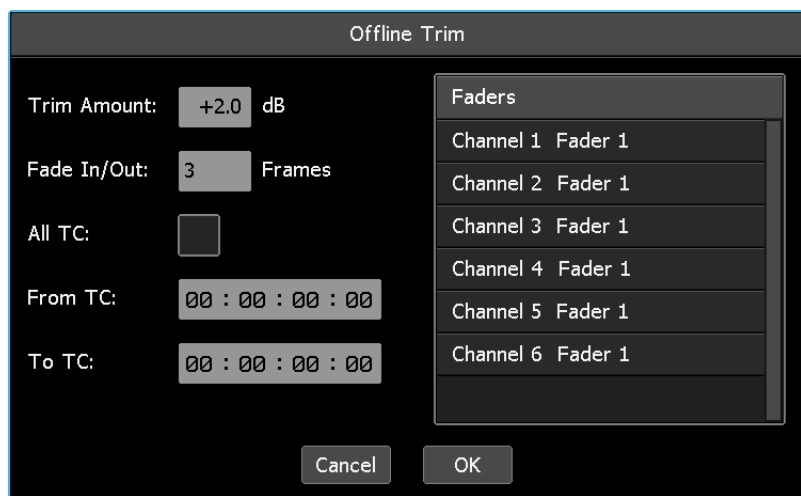 Offline Trim
Trim Amount: +2.0 dB
Fade In/Out: 3 Frames
All TC:
From TC: 00 : 00 : 00 : 00
To TC: 00 : 00 : 00 : 00
Faders
Channel 1 Fader 1
Channel 2 Fader 1
Channel 3 Fader 1
Channel 4 Fader 1
Channel 5 Fader 1
Channel 6 Fader 1
Cancel OK